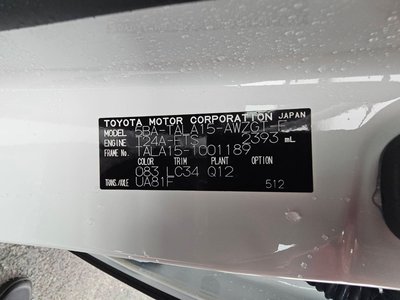 TOYOTA MOTOR CORPORATION JAPAN
MODEL 5BA-TALA15-AWZGT-F
ENGINE T24A-FTS 2393 mL
FRAME No. TALA15-1001189
COLOR TRIM PLANT OPTION
083 LC34 Q12
TRANS./AXLE UA81F 512